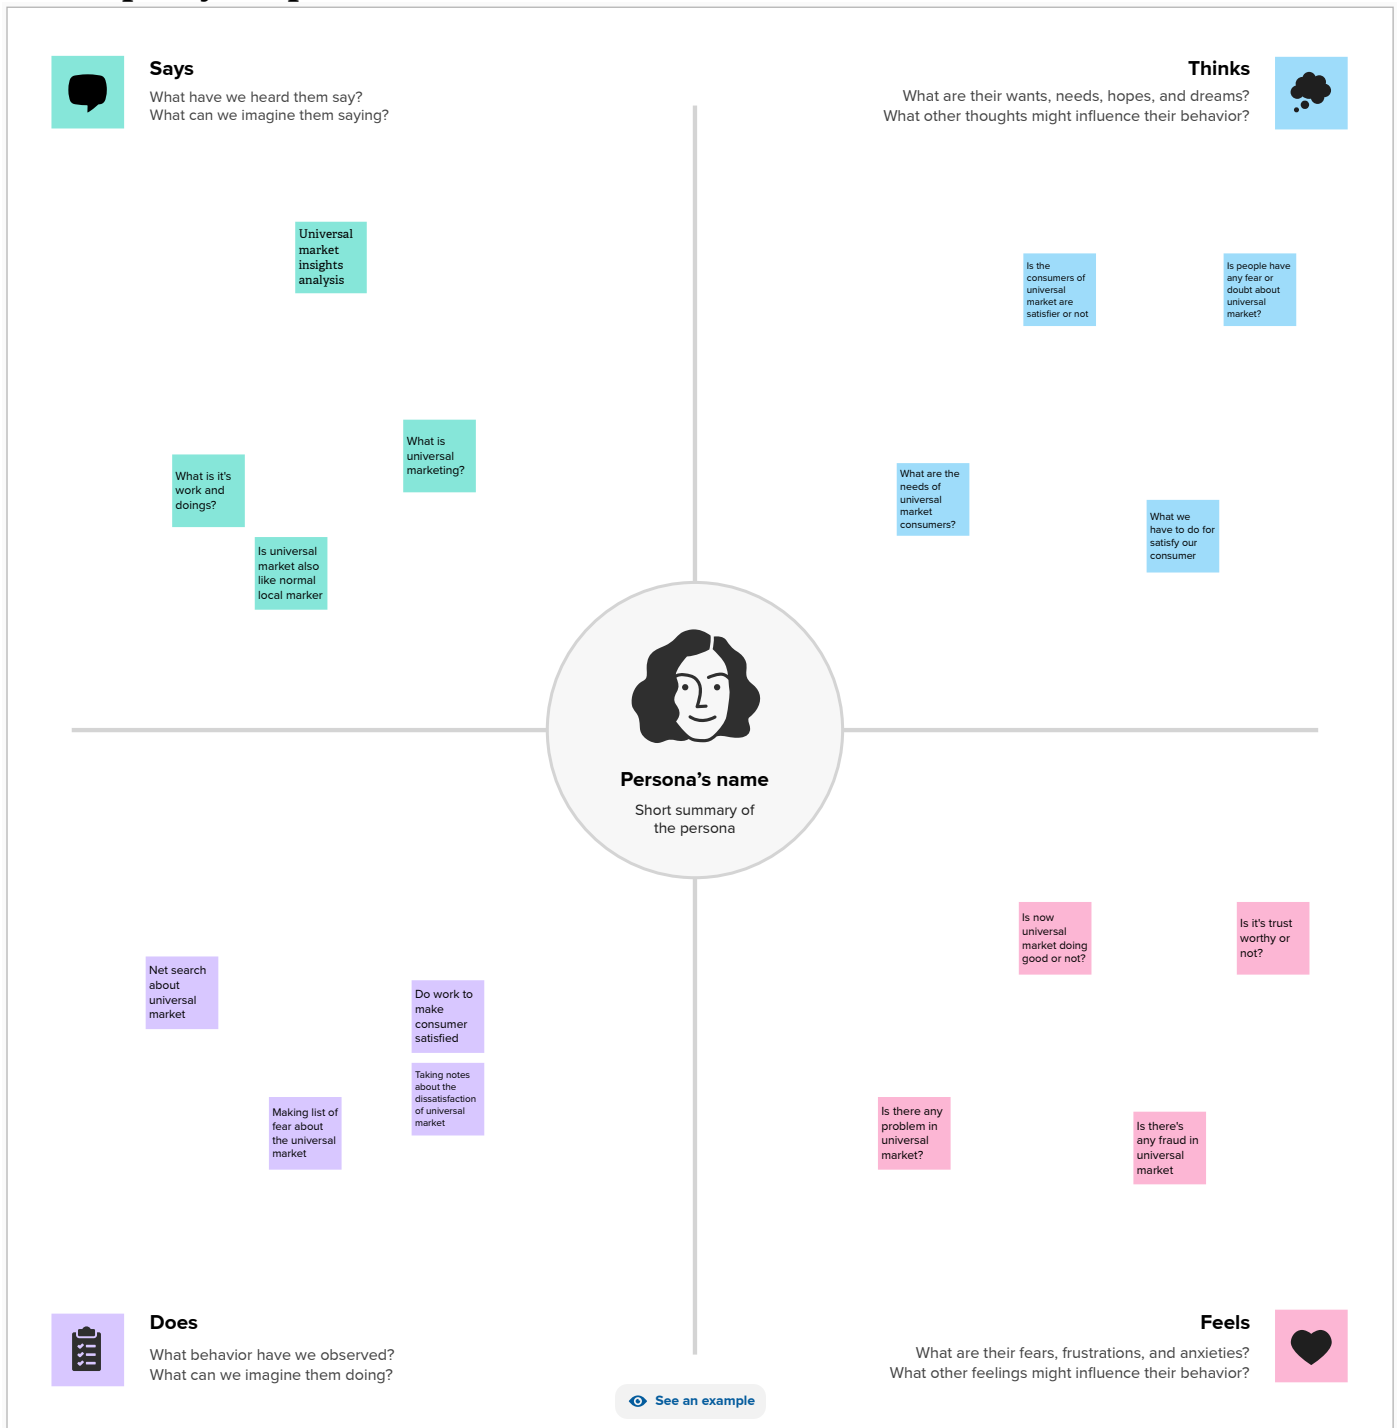 Says
What have we heard them say?
What can we imagine them saying?
Thinks
What are their wants, needs, hopes, and dreams?
What other thoughts might influence their behavior?
Universal
market
insights
analysis
What is
universal
marketing?
What is it's
work and
doings?
Is universal
market also
like normal
local marker
Is the
consumers of
universal
market are
satisfier or not
Is people have
any fear or
doubt about
universal
market?
What are the
needs of
universal
market
consumers?
What we
have to do for
satisfy our
consumer
Persona's name
Short summary of
the persona
Net search
about
universal
market
Do work to
make
consumer
satisfied
Taking notes
about the
dissatisfaction
of universal
market
Making list of
fear about
the universal
market
Is now
universal
market doing
good or not?
Is it's trust
worthy or
not?
Is there any
problem in
universal
market?
Is there's
any fraud in
universal
market
Does
What behavior have we observed?
What can we imagine them doing?
Feels
What are their fears, frustrations, and anxieties?
What other feelings might influence their behavior?
See an example